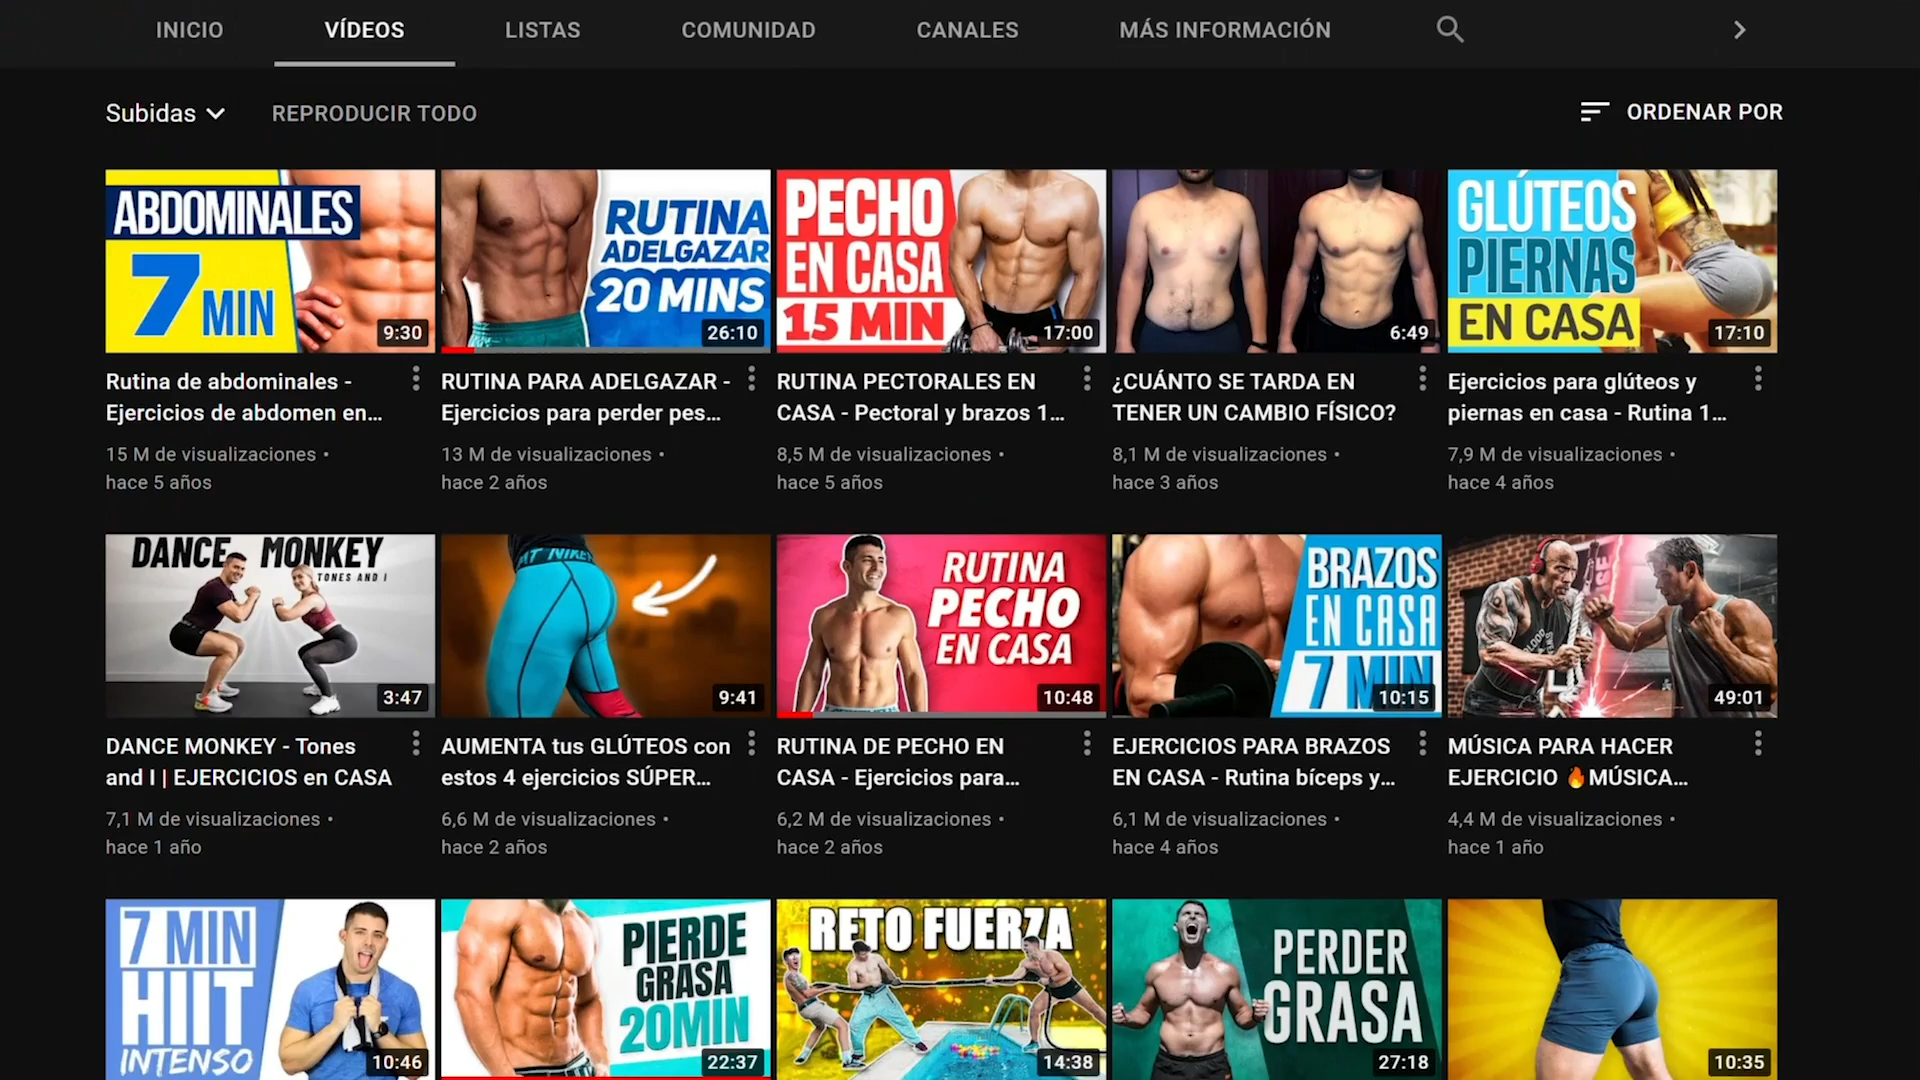 INICIO
VÍDEOS
LISTAS
COMUNIDAD
CANALES
MÁS INFORMACIÓN
Subidas
REPRODUCIR TODO
ORDENAR POR
ABDOMINALES
7 MIN
9:30
RUTINA
ADELGAZAR
20 MINS
26:10
PECHO
EN CASA
15 MIN
17:00
6:49
GLÚTEOS
PIERNAS
EN CASA
17:10
Rutina de abdominales -
Ejercicios de abdomen en...
15 M de visualizaciones •
hace 5 años
RUTINA PARA ADELGAZAR -
Ejercicios para perder pes...
13 M de visualizaciones •
hace 2 años
RUTINA PECTORALES EN
CASA - Pectoral y brazos 1...
8,5 M de visualizaciones •
hace 5 años
¿CUÁNTO SE TARDA EN
TENER UN CAMBIO FÍSICO?
8,1 M de visualizaciones •
hace 3 años
Ejercicios para glúteos y
piernas en casa - Rutina 1...
7,9 M de visualizaciones •
hace 4 años
DANCE MONKEY
TONES AND I
3:47
9:41
RUTINA
PECHO
EN CASA
10:48
BRAZOS
EN CASA
7 MIN
10:15
49:01
DANCE MONKEY - Tones
and I | EJERCICIOS en CASA
7,1 M de visualizaciones •
hace 1 año
AUMENTA tus GLÚTEOS con
estos 4 ejercicios SÚPER...
6,6 M de visualizaciones •
hace 2 años
RUTINA DE PECHO EN
CASA - Ejercicios para...
6,2 M de visualizaciones •
hace 2 años
EJERCICIOS PARA BRAZOS
EN CASA - Rutina bíceps y...
6,1 M de visualizaciones •
hace 4 años
MÚSICA PARA HACER
EJERCICIO 🔥MÚSICA...
4,4 M de visualizaciones •
hace 1 año
7 MIN
HIIT
INTENSO
10:46
PIERDE
GRASA
20MIN
22:37
RETO FUERZA
14:38
PERDER
GRASA
27:18
10:35